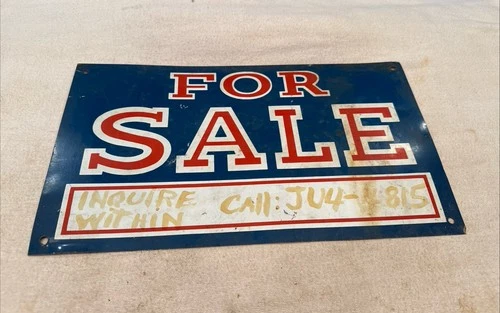 FOR
SALE
INQUIRE CAll: JU4-4815
WITHIN